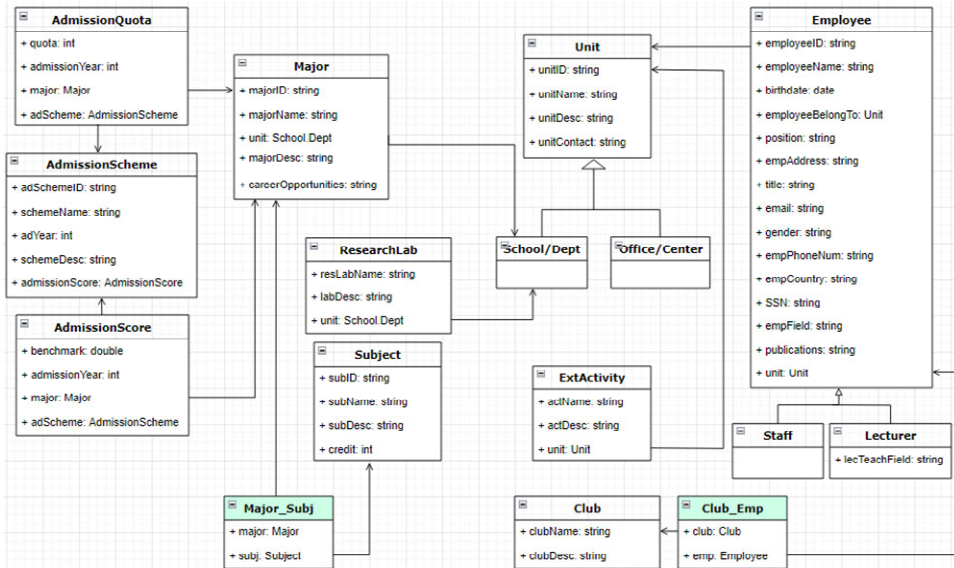 AdmissionQuota
+ quota: int
+ admissionYear: int
+ major: Major
+ adScheme: AdmissionScheme
AdmissionScheme
+ adSchemeID: string
+ schemeName: string
+ adYear: int
+ schemeDesc: string
+ admissionScore: AdmissionScore
AdmissionScore
+ benchmark: double
+ admissionYear: int
+ major: Major
+ adScheme: AdmissionScheme
Major
+ majorID: string
+ majorName: string
+ unit: School.Dept
+ majorDesc: string
+ careerOpportunities: string
ResearchLab
+ resLabName: string
+ labDesc: string
+ unit: School.Dept
Subject
+ subID: string
+ subName: string
+ subDesc: string
+ credit: int
Major_Subj
+ major: Major
+ subj: Subject
Unit
+ unitID: string
+ unitName: string
+ unitDesc: string
+ unitContact: string
School/Dept
Office/Center
ExtActivity
+ actName: string
+ actDesc: string
+ unit: Unit
Club
+ clubName: string
+ clubDesc: string
Club_Emp
+ club: Club
+ emp: Employee
Employee
+ employeeID: string
+ employeeName: string
+ birthdate: date
+ employeeBelongTo: Unit
+ position: string
+ empAddress: string
+ title: string
+ email: string
+ gender: string
+ empPhoneNum: string
+ empCountry: string
+ SSN: string
+ empField: string
+ publications: string
+ unit: Unit
Staff
Lecturer
+ lecTeachField: string